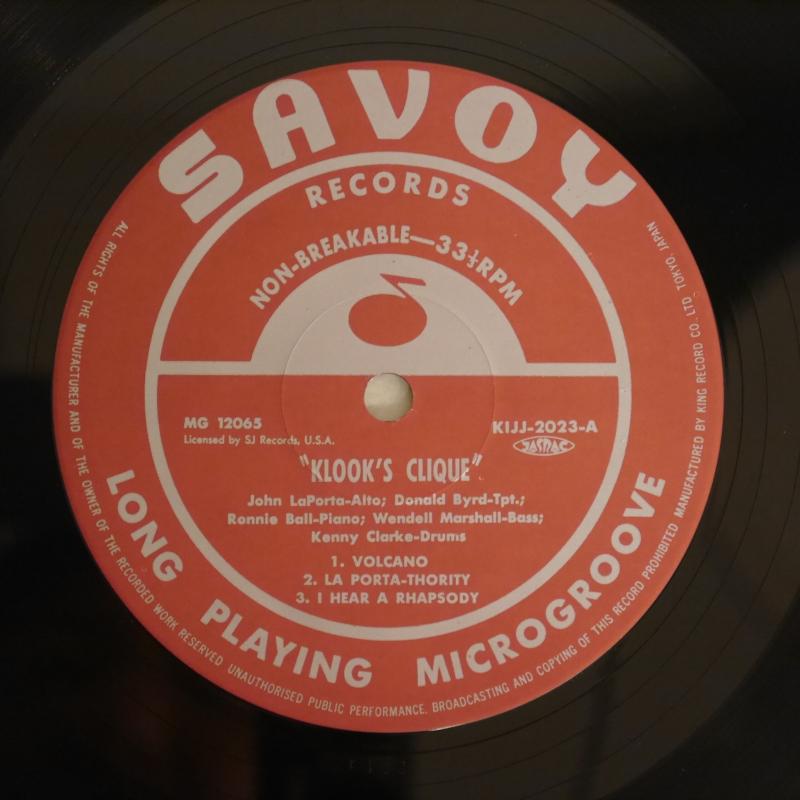 SAVOY
RECORDS
NON-BREAKABLE—33⅓RPM
MG 12065
Licensed by SJ Records, U.S.A.
KIJJ-2023-A
JASRAC
"KLOOK'S CLIQUE"
John LaPorta-Alto; Donald Byrd-Tpt.;
Ronnie Ball-Piano; Wendell Marshall-Bass;
Kenny Clarke-Drums
1. VOLCANO
2. LA PORTA-THORITY
3. I HEAR A RHAPSODY
LONG PLAYING MICROGROOVE
ALL RIGHTS OF THE MANUFACTURER AND OF THE OWNER OF THE RECORDED WORK RESERVED UNAUTHORISED PUBLIC PERFORMANCE. BROADCASTING AND COPYING OF THIS RECORD PROHIBITED MANUFACTURED BY KING RECORD CO., LTD. TOKYO, JAPAN